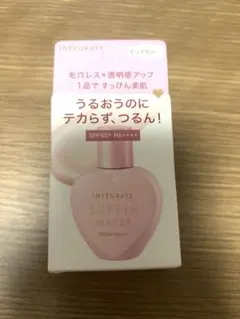 INTEGRATE
毛穴レス×透明感アップ
1品で すっぴん美肌
うるおうのに
テカらず、つるん！
SPF50+ PA++++
INTEGRATE
SUPPIN